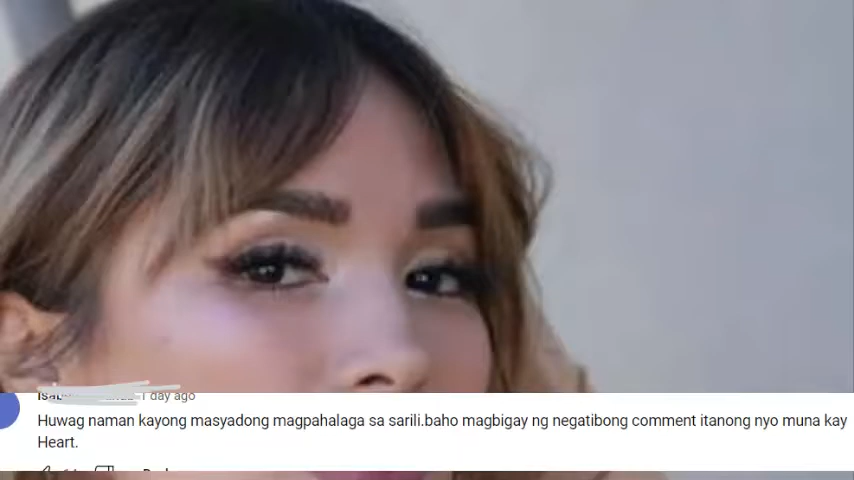 1 day ago
Huwag naman kayong masyadong magpahalaga sa sarili.baho magbigay ng negatibong comment itanong nyo muna kay
Heart.